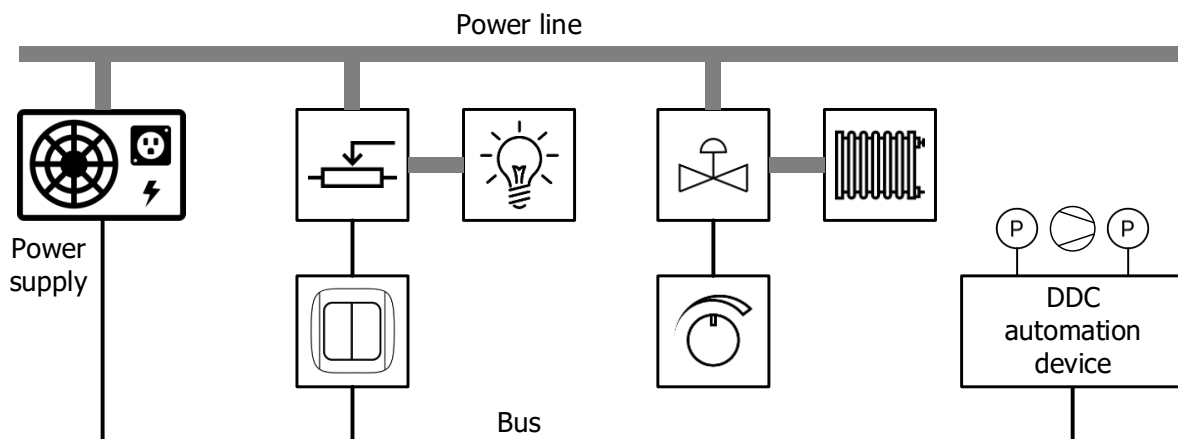 Power line
Power
supply
P
P
DDC
automation
device
Bus